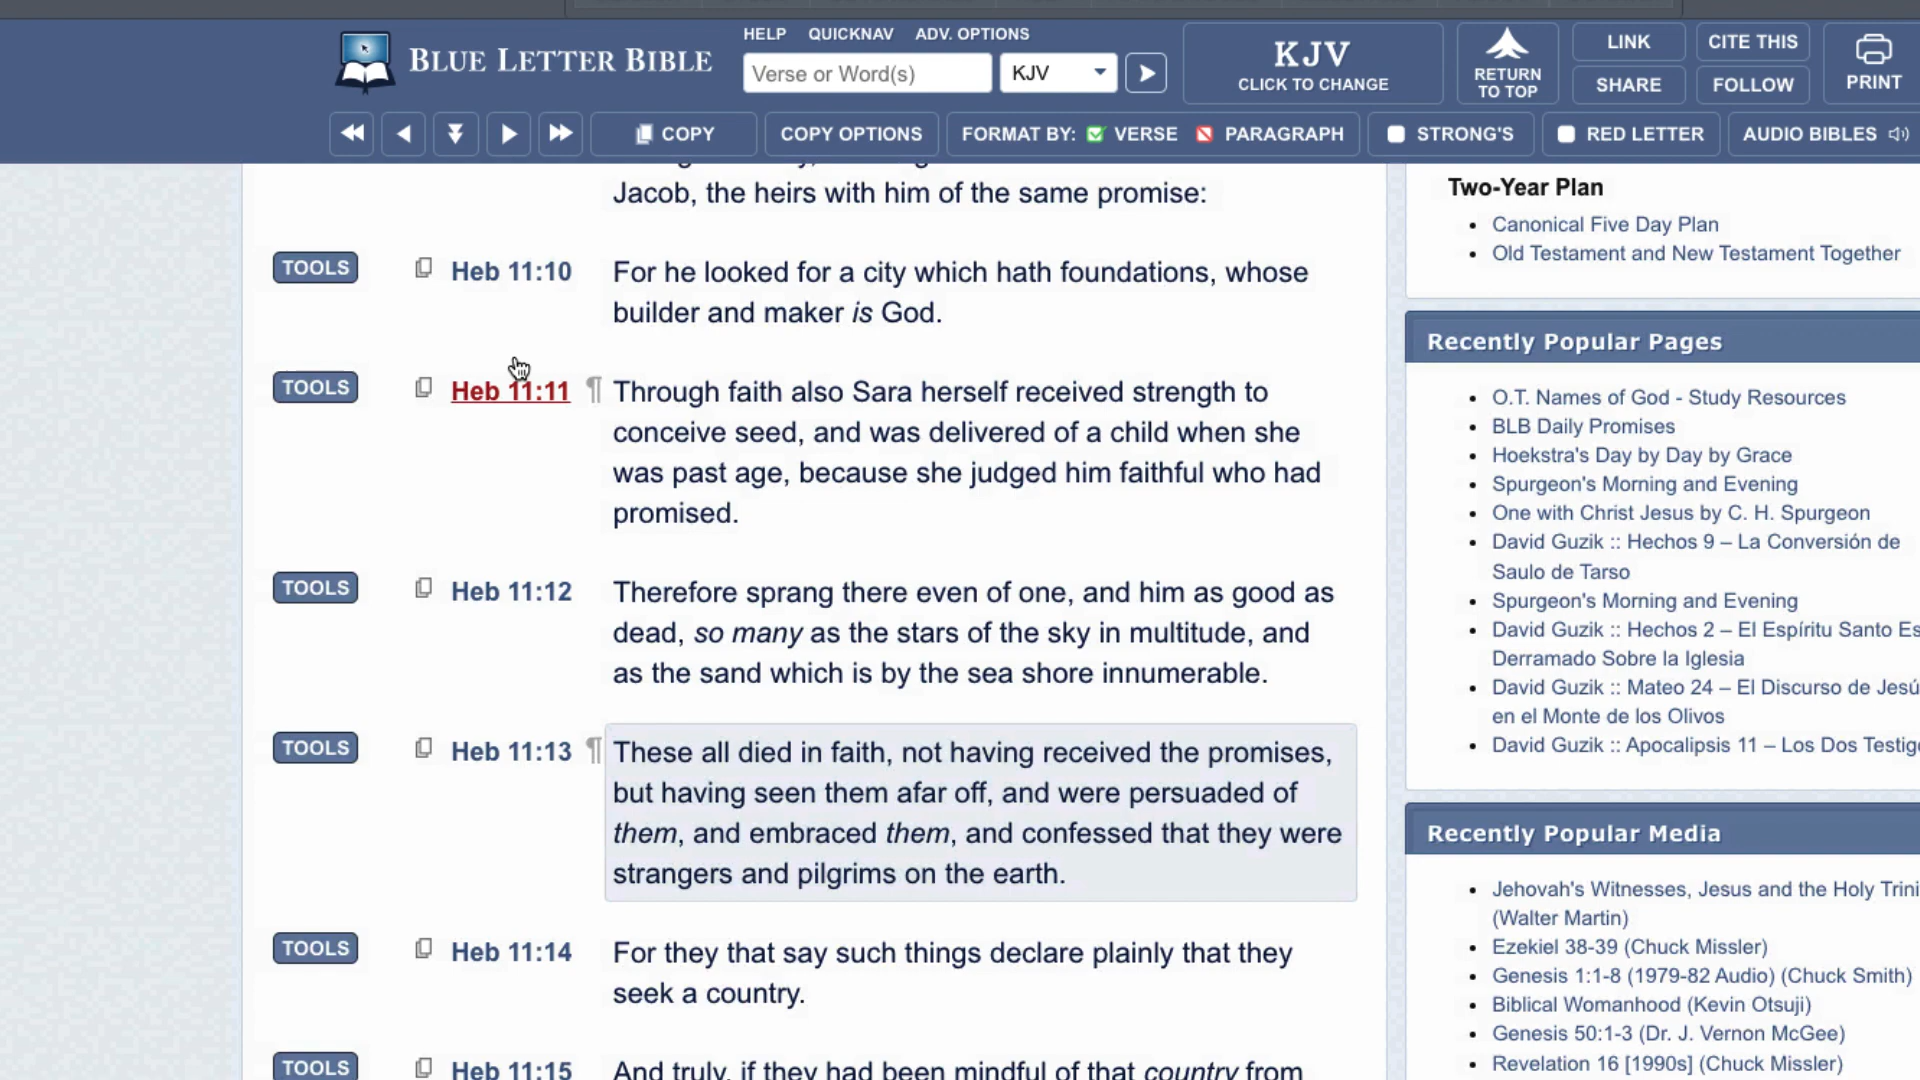 BLUE LETTER BIBLE
HELP QUICKNAV ADV. OPTIONS
Verse or Word(s)
KJV
KJV
CLICK TO CHANGE
RETURN
TO TOP
LINK
CITE THIS
SHARE
FOLLOW
PRINT
COPY
COPY OPTIONS
FORMAT BY: VERSE PARAGRAPH
STRONG'S
RED LETTER
AUDIO BIBLES
Jacob, the heirs with him of the same promise:
TOOLS
Heb 11:10
For he looked for a city which hath foundations, whose
builder and maker is God.
TOOLS
Heb 11:11
¶ Through faith also Sara herself received strength to
conceive seed, and was delivered of a child when she
was past age, because she judged him faithful who had
promised.
TOOLS
Heb 11:12
Therefore sprang there even of one, and him as good as
dead, so many as the stars of the sky in multitude, and
as the sand which is by the sea shore innumerable.
TOOLS
Heb 11:13
¶ These all died in faith, not having received the promises,
but having seen them afar off, and were persuaded of
them, and embraced them, and confessed that they were
strangers and pilgrims on the earth.
TOOLS
Heb 11:14
For they that say such things declare plainly that they
seek a country.
TOOLS
Heb 11:15
And truly, if they had been mindful of that country from
Two-Year Plan
Canonical Five Day Plan
Old Testament and New Testament Together
Recently Popular Pages
O.T. Names of God - Study Resources
BLB Daily Promises
Hoekstra's Day by Day by Grace
Spurgeon's Morning and Evening
One with Christ Jesus by C. H. Spurgeon
David Guzik :: Hechos 9 – La Conversión de
Saulo de Tarso
Spurgeon's Morning and Evening
David Guzik :: Hechos 2 – El Espíritu Santo Es
Derramado Sobre la Iglesia
David Guzik :: Mateo 24 – El Discurso de Jesú
en el Monte de los Olivos
David Guzik :: Apocalipsis 11 – Los Dos Testig
Recently Popular Media
Jehovah's Witnesses, Jesus and the Holy Trini
(Walter Martin)
Ezekiel 38-39 (Chuck Missler)
Genesis 1:1-8 (1979-82 Audio) (Chuck Smith)
Biblical Womanhood (Kevin Otsuji)
Genesis 50:1-3 (Dr. J. Vernon McGee)
Revelation 16 [1990s] (Chuck Missler)